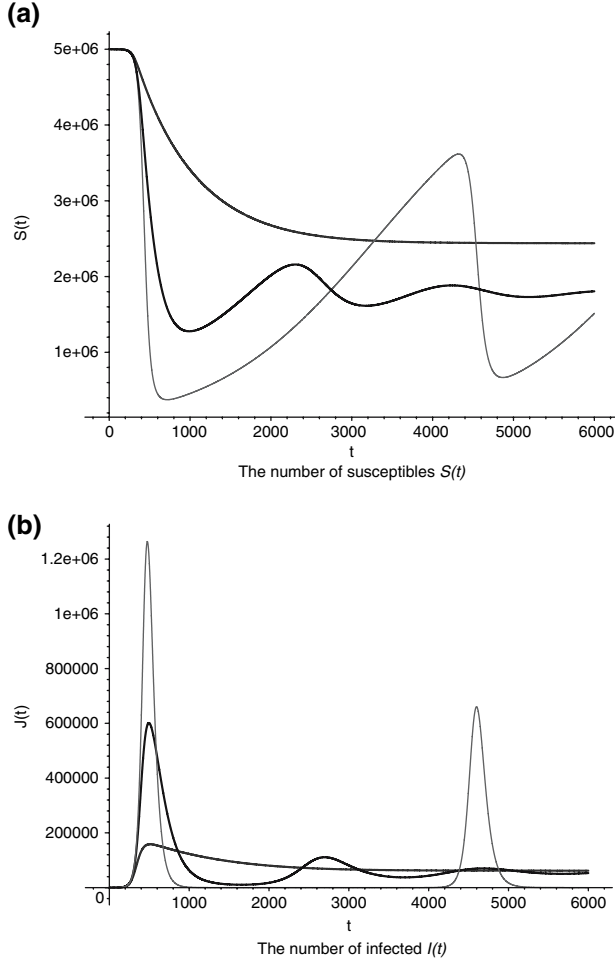 (a)
5e+06
4e+06
3e+06
S(t)
2e+06
1e+06
0 1000 2000 3000 4000 5000 6000
t
The number of susceptibles S(t)
(b)
1.2e+06
1e+06
800000
J(t)
600000
400000
200000
0 1000 2000 3000 4000 5000 6000
t
The number of infected I(t)